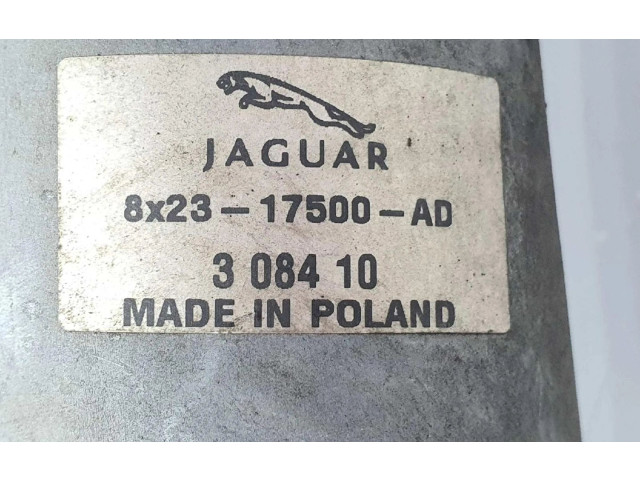 JAGUAR
8x23-17500-AD
3 084 10
MADE IN POLAND